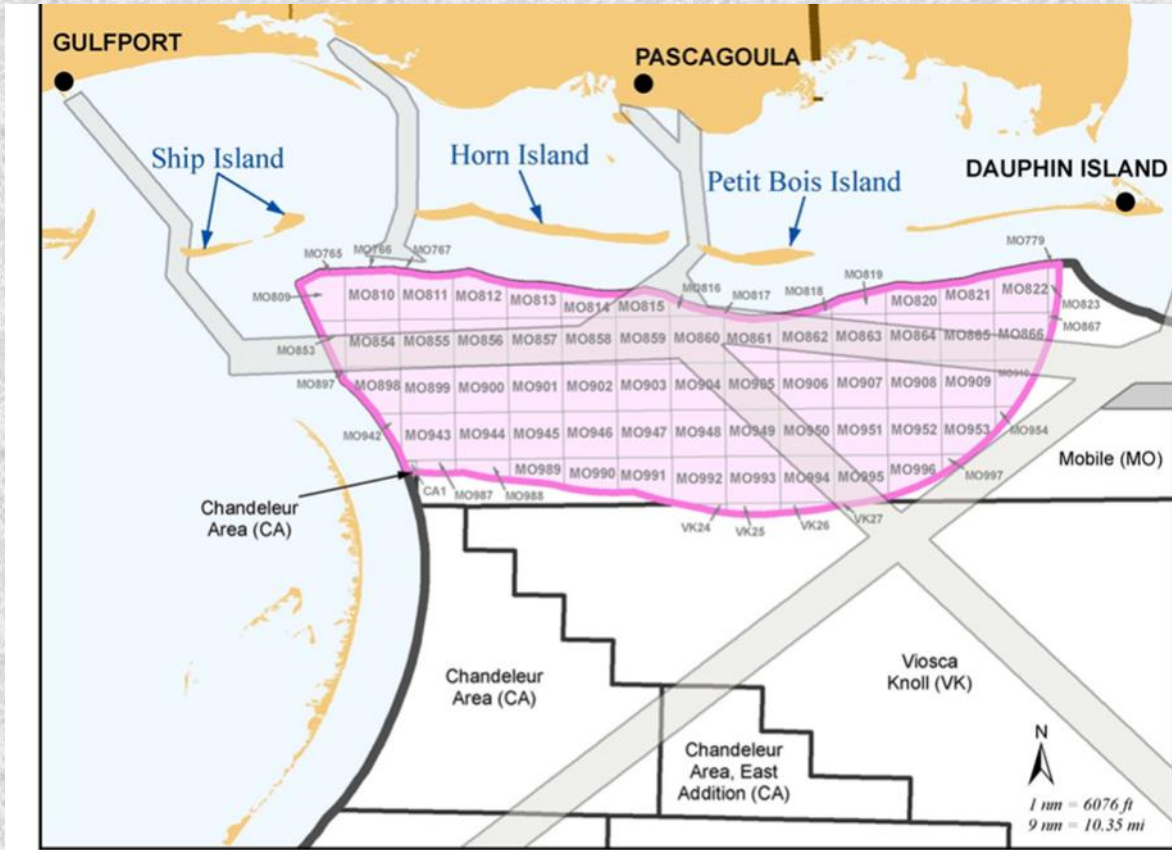 GULFPORT
PASCAGOULA
Ship Island
Horn Island
Petit Bois Island
DAUPHIN ISLAND
MO765
MO766
MO767
MO779
MO809
MO810
MO811
MO812
MO813
MO814
MO815
MO816
MO817
MO818
MO819
MO820
MO821
MO822
MO823
MO853
MO854
MO855
MO856
MO857
MO858
MO859
MO860
MO861
MO862
MO863
MO864
MO865
MO866
MO867
MO897
MO898
MO899
MO900
MO901
MO902
MO903
MO904
MO905
MO906
MO907
MO908
MO909
MO910
MO942
MO943
MO944
MO945
MO946
MO947
MO948
MO949
MO950
MO951
MO952
MO953
MO954
CA1
MO987
MO988
MO989
MO990
MO991
MO992
MO993
MO994
MO995
MO996
MO997
VK24
VK25
VK26
VK27
Mobile (MO)
Chandeleur
Area (CA)
Chandeleur
Area (CA)
Viosca
Knoll (VK)
Chandeleur
Area, East
Addition (CA)
N
1 nm = 6076 ft
9 nm = 10.35 mi